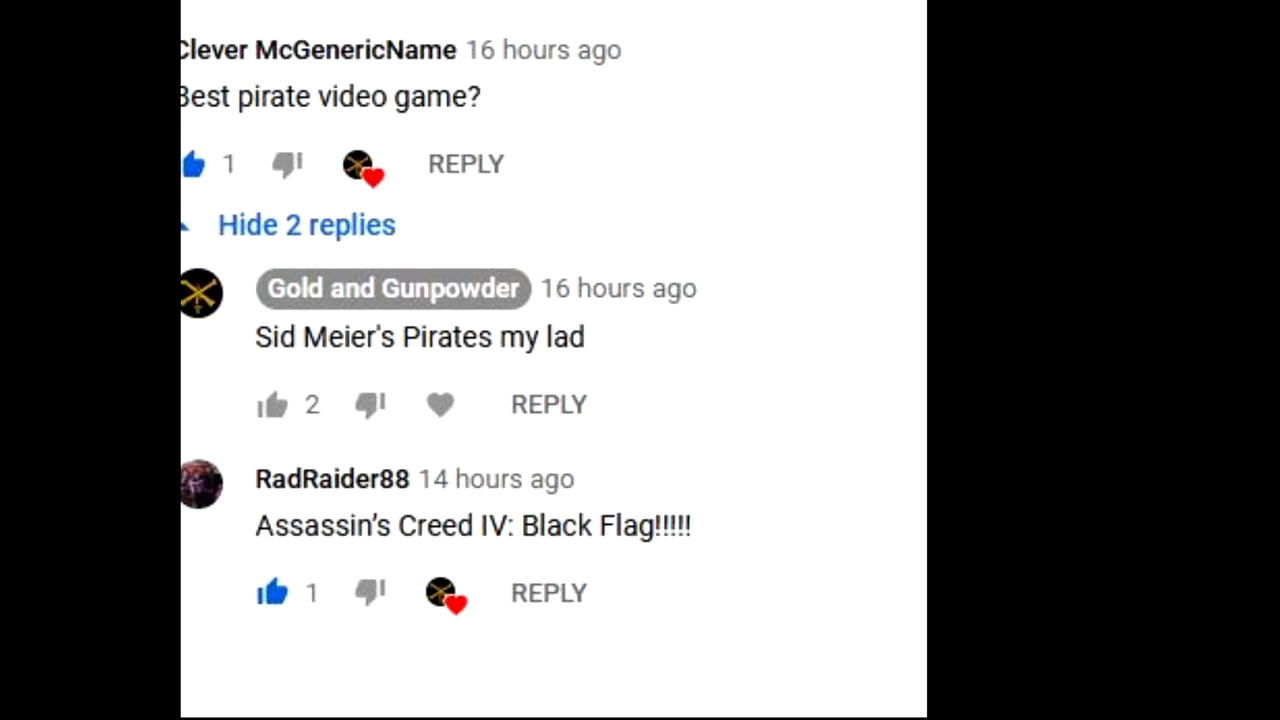 Clever McGenericName 16 hours ago
Best pirate video game?
1 REPLY
Hide 2 replies
Gold and Gunpowder 16 hours ago
Sid Meier's Pirates my lad
2 REPLY
RadRaider88 14 hours ago
Assassin’s Creed IV: Black Flag!!!!!
1 REPLY